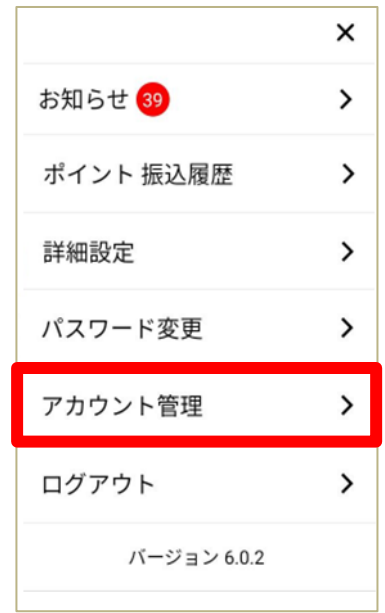 お知らせ 39
ポイント 振込履歴
詳細設定
パスワード変更
アカウント管理
ログアウト
バージョン 6.0.2